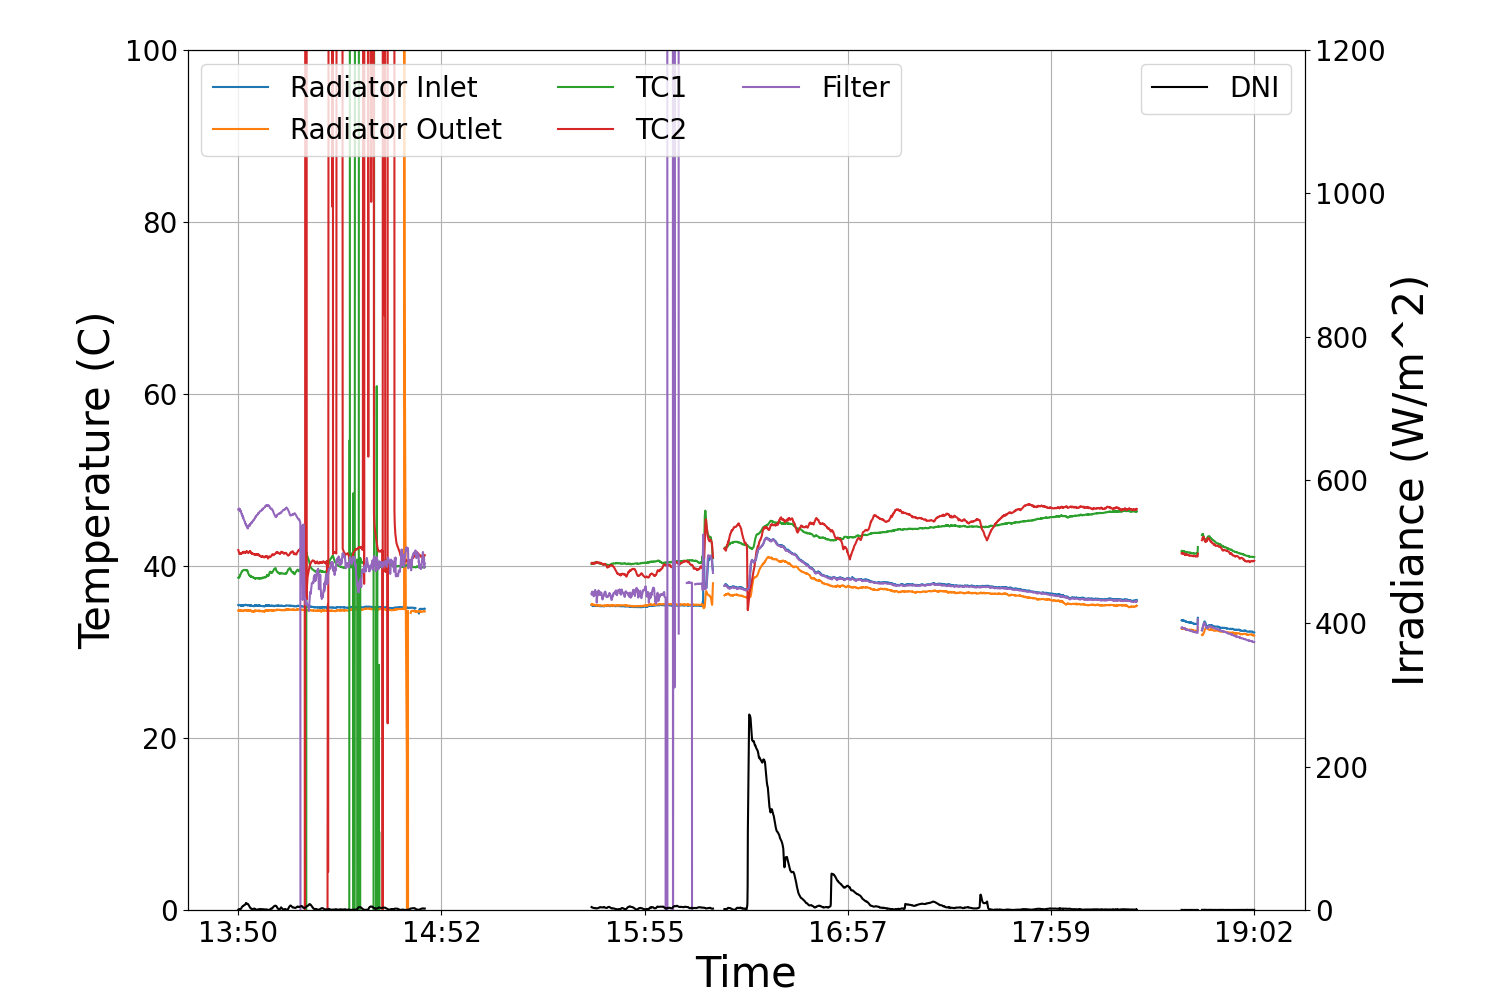 100
80
60
40
20
0
Temperature (C)
Radiator Inlet
Radiator Outlet
TC1
TC2
Filter
DNI
1200
1000
800
600
400
200
0
Irradiance (W/m^2)
13:50 14:52 15:55 16:57 17:59 19:02
Time